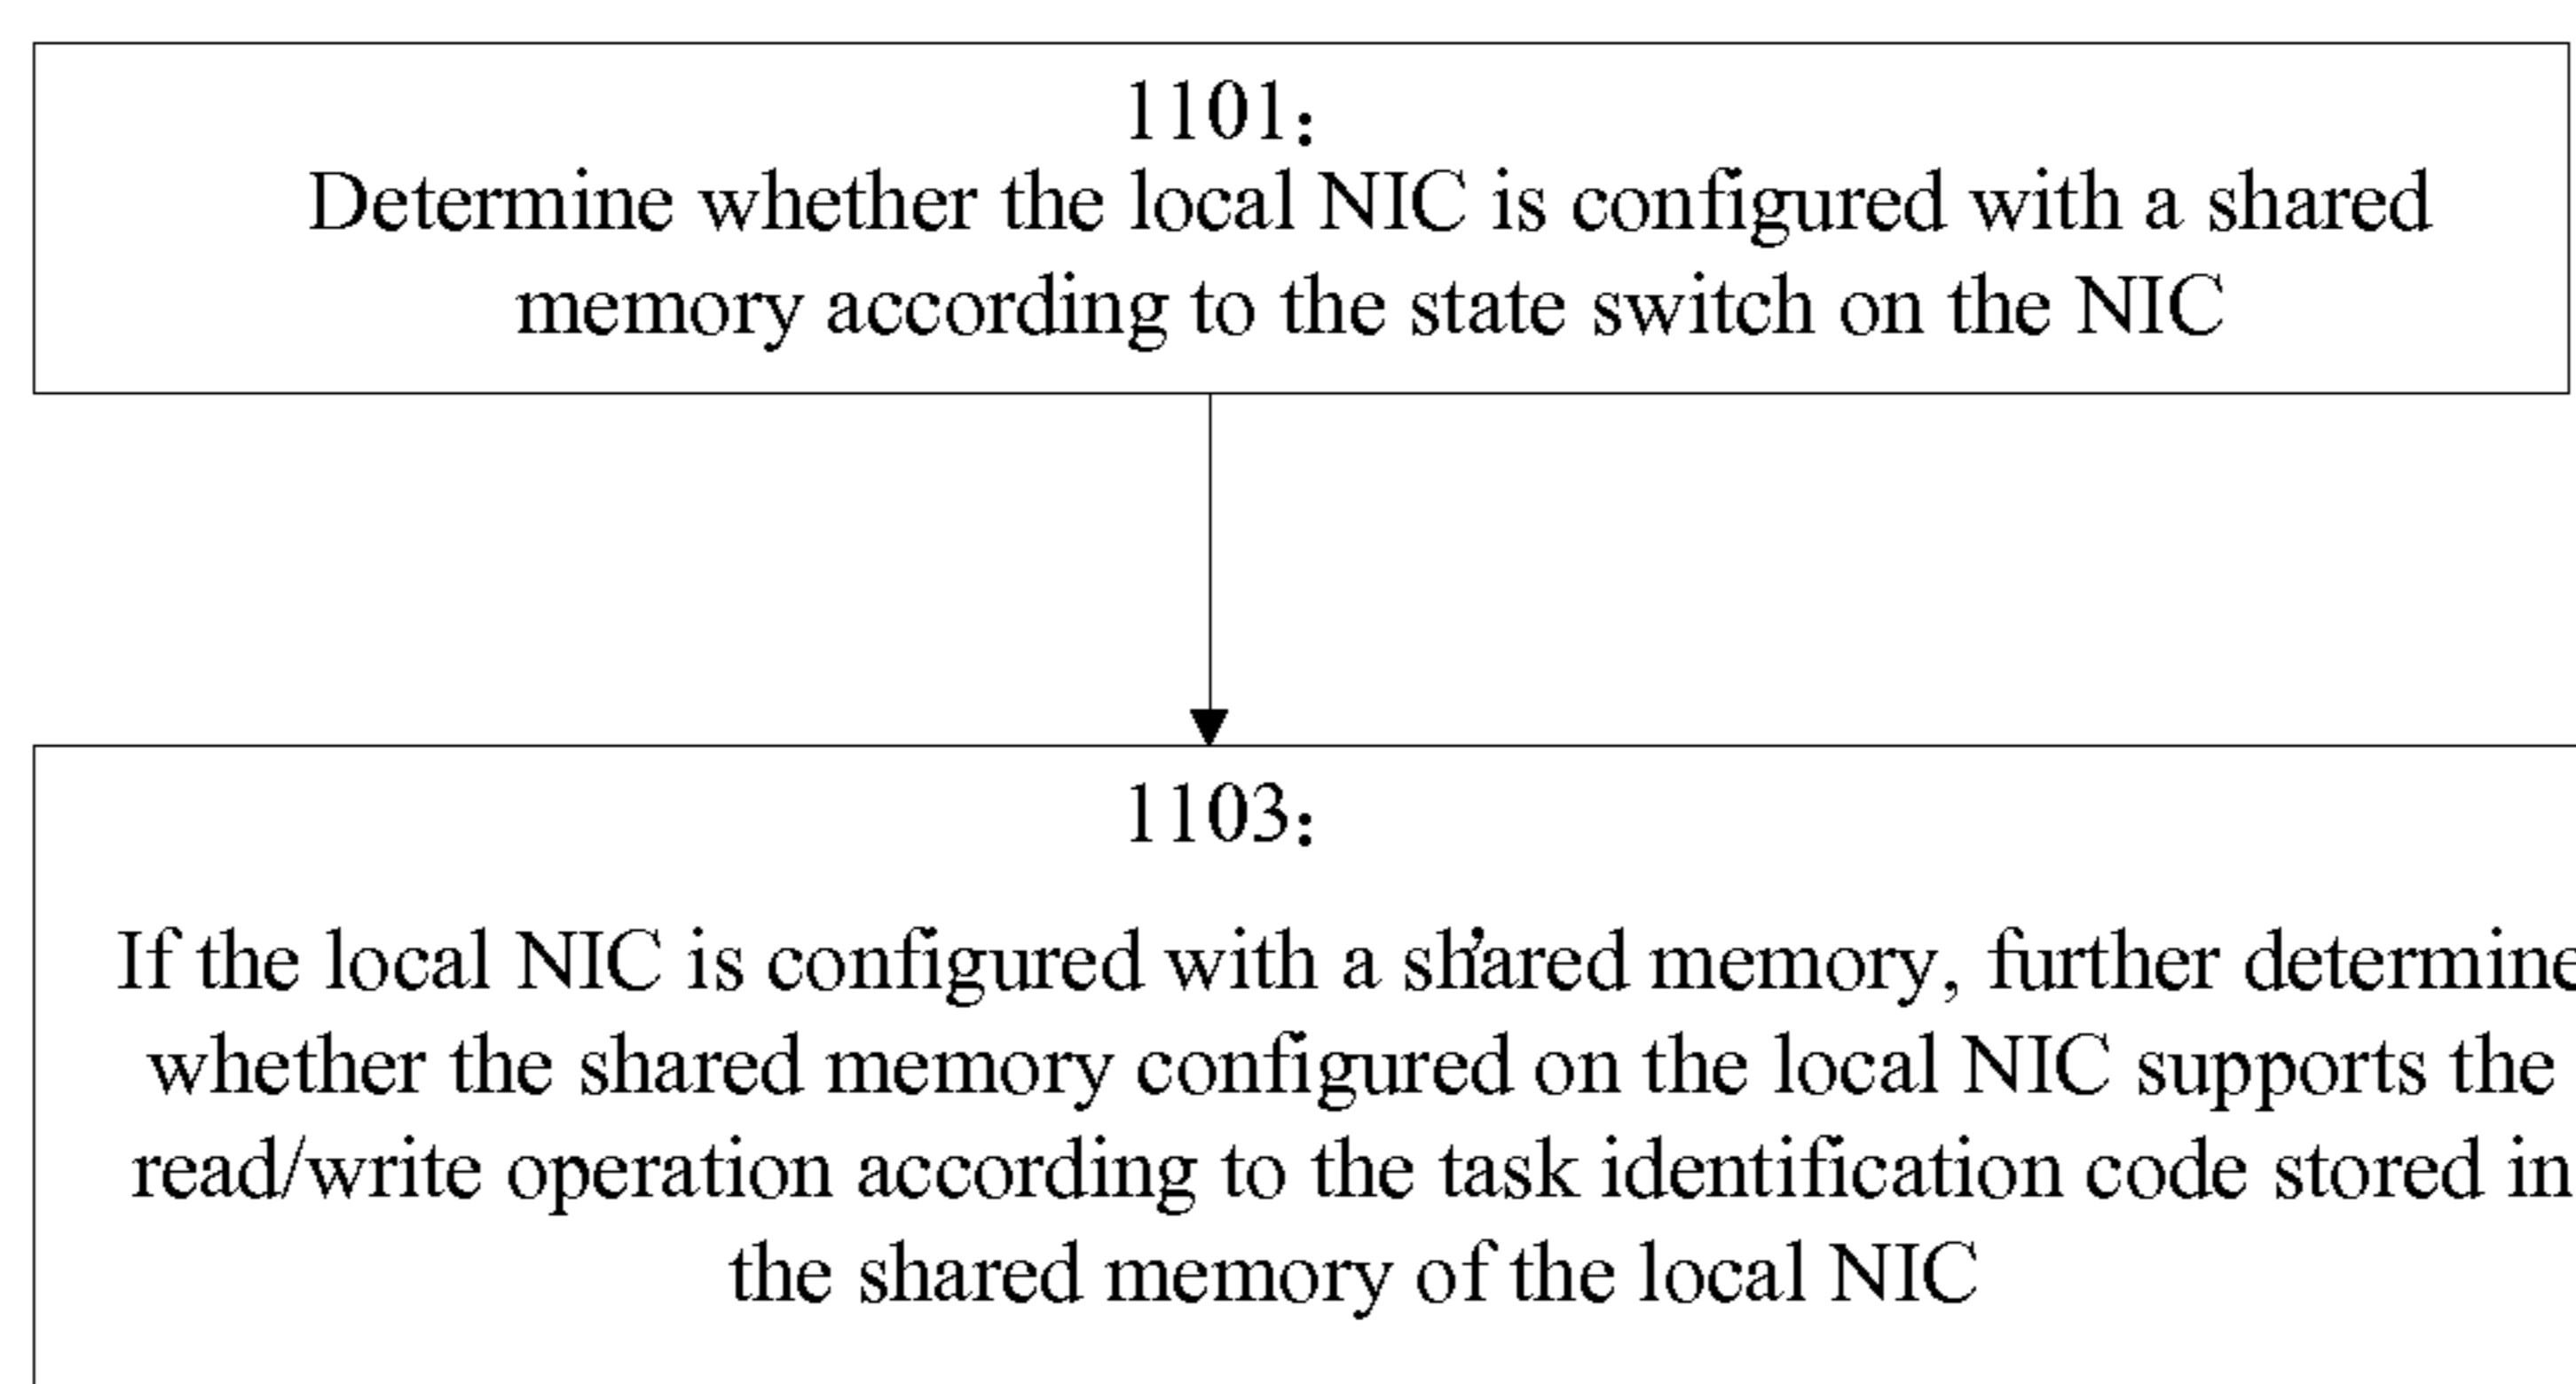 1101:
Determine whether the local NIC is configured with a shared
memory according to the state switch on the NIC
1103:
If the local NIC is configured with a sh’ared memory, further determine
whether the shared memory configured on the local NIC supports the
read/write operation according to the task identification code stored in
the shared memory of the local NIC